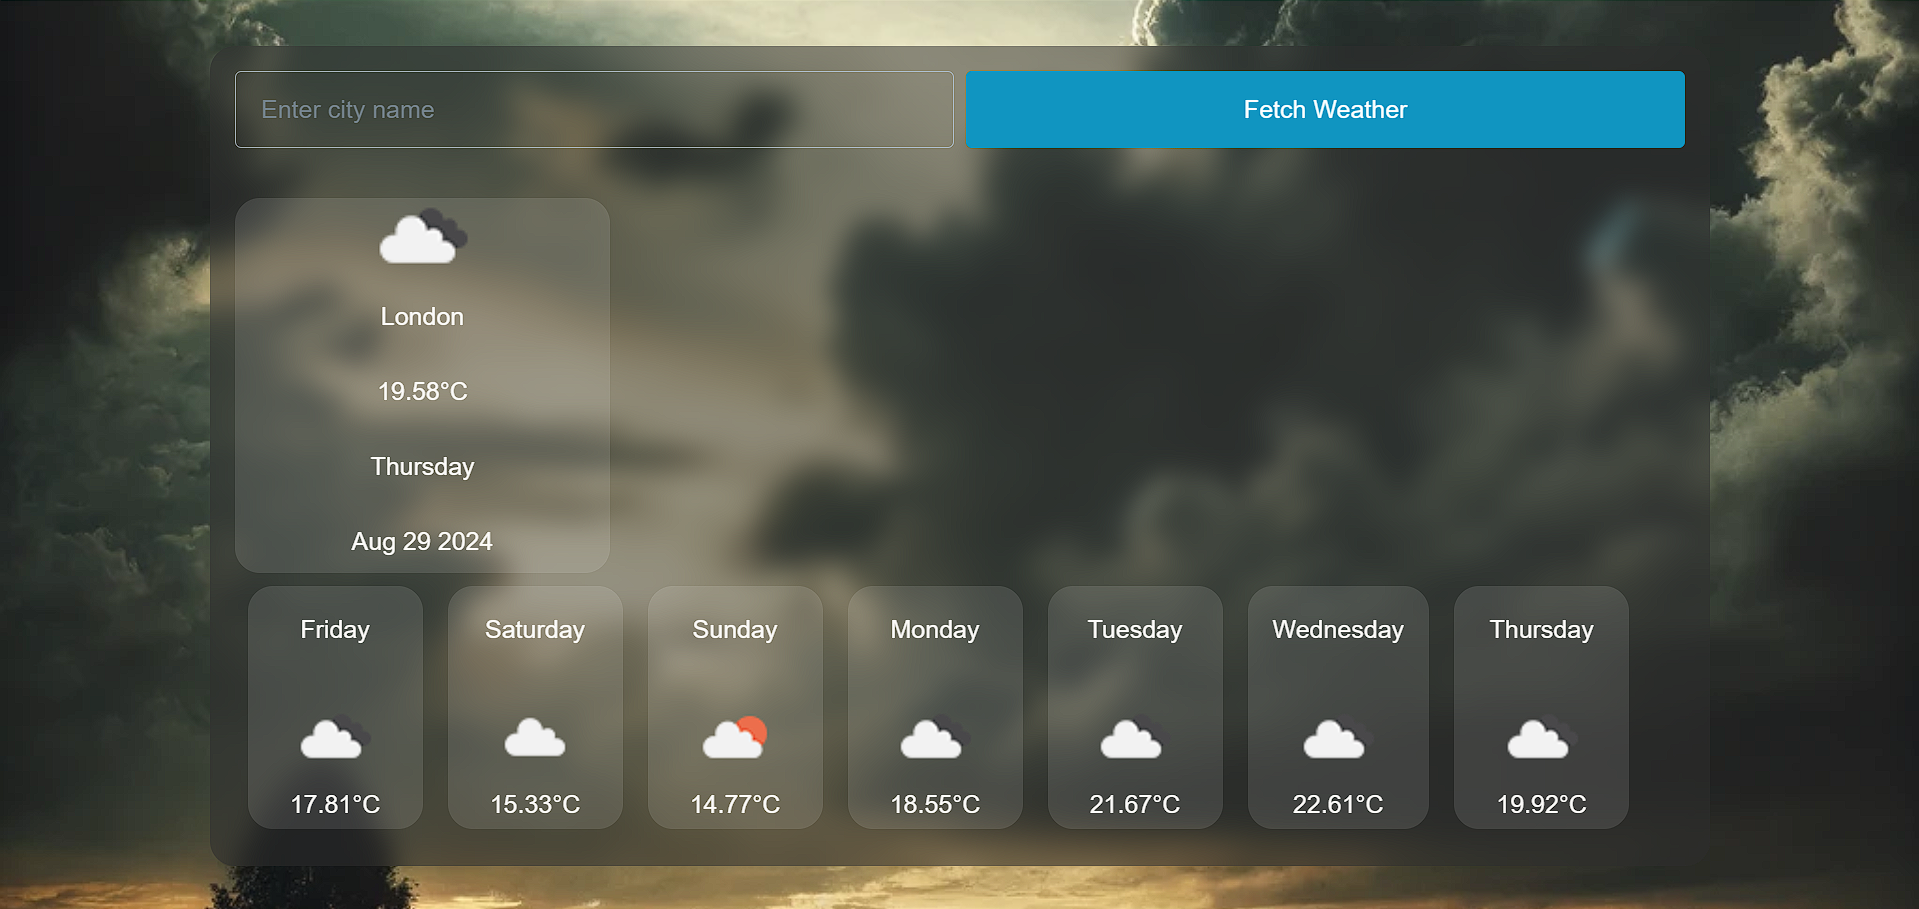 Enter city name
Fetch Weather
London
19.58°C
Thursday
Aug 29 2024
Friday
17.81°C
Saturday
15.33°C
Sunday
14.77°C
Monday
18.55°C
Tuesday
21.67°C
Wednesday
22.61°C
Thursday
19.92°C